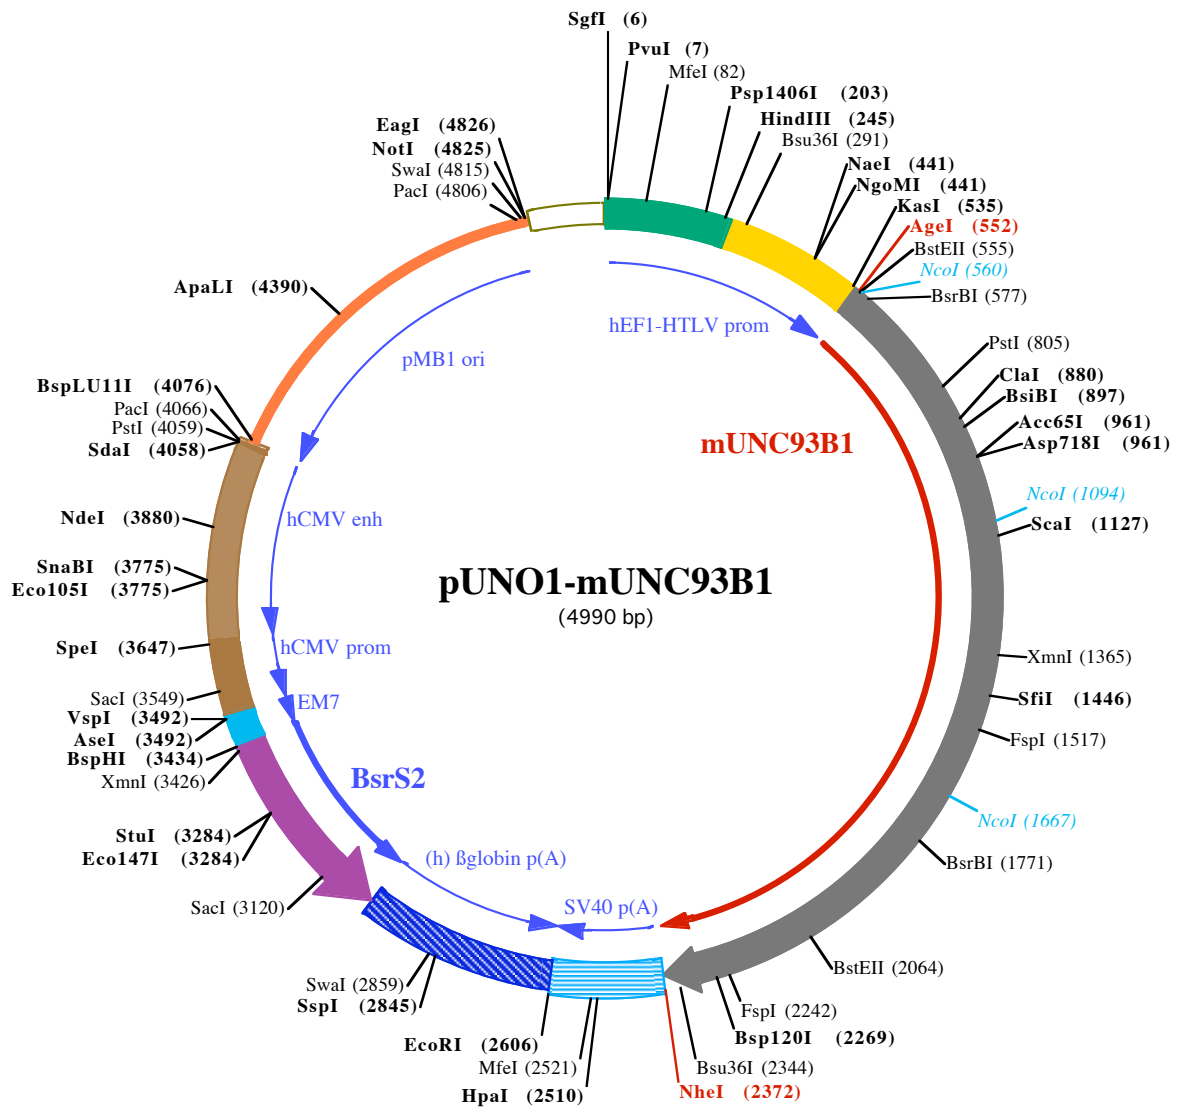 SgfI (6)
PvuI (7)
MfeI (82)
Psp1406I (203)
HindIII (245)
Bsu36I (291)
NaeI (441)
NgoMI (441)
KasI (535)
AgeI (552)
BstEII (555)
NcoI (560)
BsrBI (577)
PstI (805)
ClaI (880)
BsiBI (897)
Acc65I (961)
Asp718I (961)
NcoI (1094)
ScaI (1127)
XmnI (1365)
SfiI (1446)
FspI (1517)
NcoI (1667)
BsrBI (1771)
BstEII (2064)
FspI (2242)
Bsp120I (2269)
Bsu36I (2344)
NheI (2372)
HpaI (2510)
MfeI (2521)
EcoRI (2606)
SspI (2845)
SwaI (2859)
SacI (3120)
Eco147I (3284)
StuI (3284)
XmnI (3426)
BspHI (3434)
AseI (3492)
VspI (3492)
SacI (3549)
SpeI (3647)
Eco105I (3775)
SnaBI (3775)
NdeI (3880)
SdaI (4058)
PstI (4059)
PacI (4066)
BspLU11I (4076)
ApaLI (4390)
PacI (4806)
SwaI (4815)
NotI (4825)
EagI (4826)
hEF1-HTLV prom
mUNC93B1
SV40 p(A)
(h) ßglobin p(A)
BsrS2
EM7
hCMV prom
hCMV enh
pMB1 ori
pUNO1-mUNC93B1
(4990 bp)